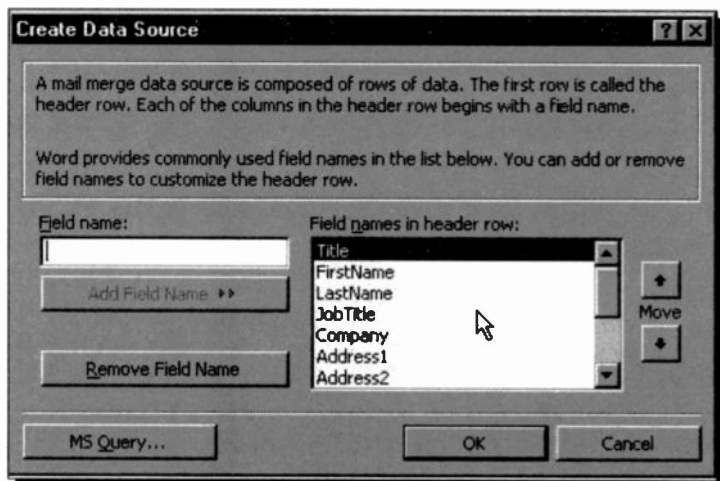 Create Data Source
A mail merge data source is composed of rows of data. The first row is called the
header row. Each of the columns in the header row begins with a field name.
Word provides commonly used field names in the list below. You can add or remove
field names to customize the header row.
Field name:
Field names in header row:
Title
FirstName
LastName
JobTitle
Company
Address1
Address2
Add Field Name
Remove Field Name
Move
MS Query...
OK
Cancel